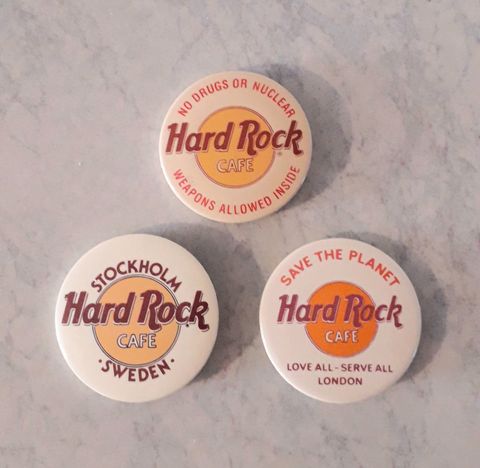 NO DRUGS OR NUCLEAR
Hard Rock
CAFE
WEAPONS ALLOWED INSIDE
STOCKHOLM
Hard Rock
CAFE
·SWEDEN·
SAVE THE PLANET
Hard Rock
CAFE
LOVE ALL - SERVE ALL
LONDON